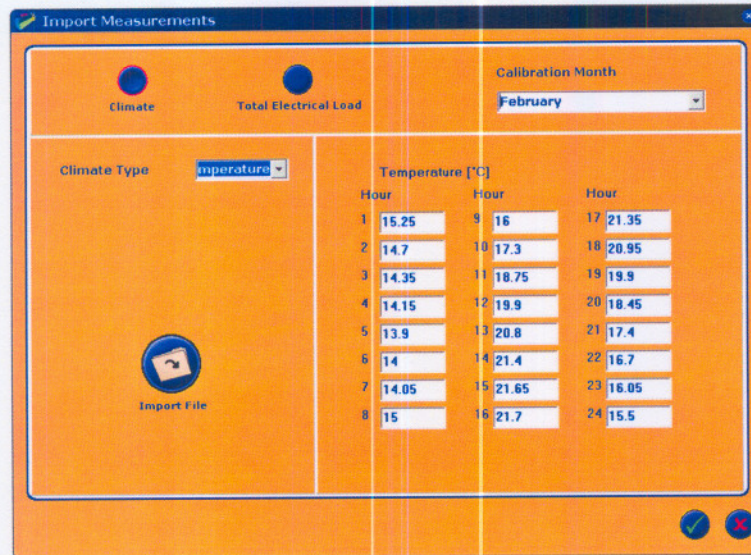 Import Measurements
Climate
Total Electrical Load
Calibration Month
February
Climate Type
mperature
Import File
Temperature [°C]
Hour Hour Hour
1 15.25 9 16 17 21.35
2 14.7 10 17.3 18 20.95
3 14.35 11 18.75 19 19.9
4 14.15 12 19.9 20 18.45
5 13.9 13 20.8 21 17.4
6 14 14 21.4 22 16.7
7 14.05 15 21.65 23 16.05
8 15 16 21.7 24 15.5